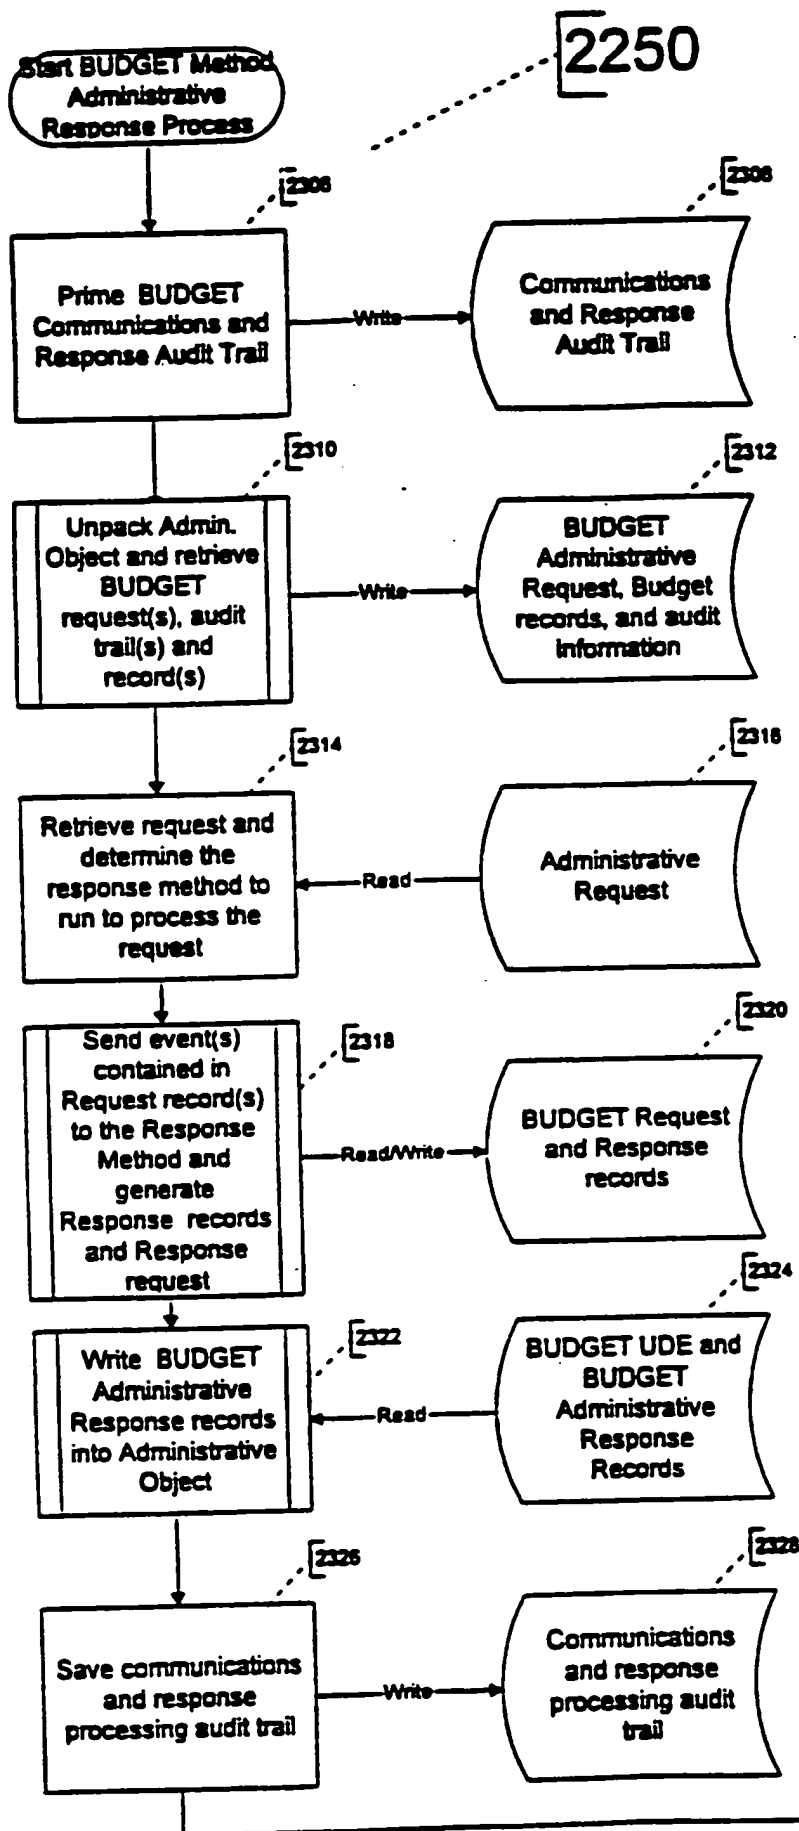 2250
Start BUDGET Method
Administrative
Response Process
2306
Prime BUDGET
Communications and
Response Audit Trail
Write
2308
Communications
and Response
Audit Trail
2310
Unpack Admin.
Object and retrieve
BUDGET
request(s), audit
trail(s) and
record(s)
Write
2312
BUDGET
Administrative
Request, Budget
records, and audit
information
2314
Retrieve request and
determine the
response method to
run to process the
request
Read
2316
Administrative
Request
2318
Send event(s)
contained in
Request record(s)
to the Response
Method and
generate
Response records
and Response
request
Read/Write
2320
BUDGET Request
and Response
records
2322
Write BUDGET
Administrative
Response records
into Administrative
Object
Read
2324
BUDGET UDE and
BUDGET
Administrative
Response
Records
2326
Save communications
and response
processing audit trail
Write
2328
Communications
and response
processing audit
trail